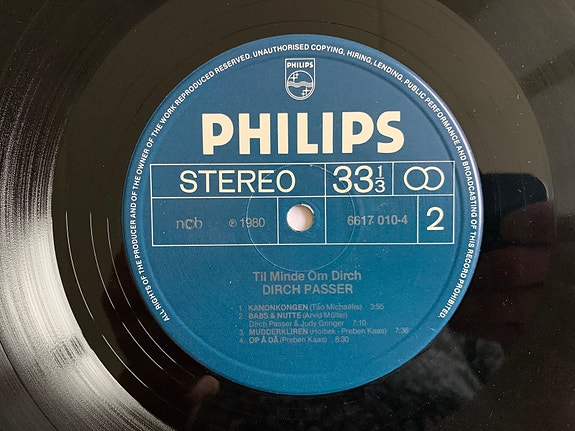 ALL RIGHTS OF THE PRODUCER AND OF THE OWNER OF THE WORK REPRODUCED RESERVED. UNAUTHORISED COPYING, HIRING, LENDING, PUBLIC PERFORMANCE AND BROADCASTING OF THIS RECORD PROHIBITED.
PHILIPS
PHILIPS
STEREO 33 1/3
ncb ℗ 1980 6617 010-4 2
Til Minde Om Dirch
DIRCH PASSER
1. KANONKONGEN (Tao Michaëlis) 3:55
2. BABS & NUTTE (Arvid Müller)
Dirch Passer & Judy Gringer 7:10
3. MUDDERKLIREN (Holbek - Preben Kaas) 7:36
4. OP Å DÅ (Preben Kaas) 6:30